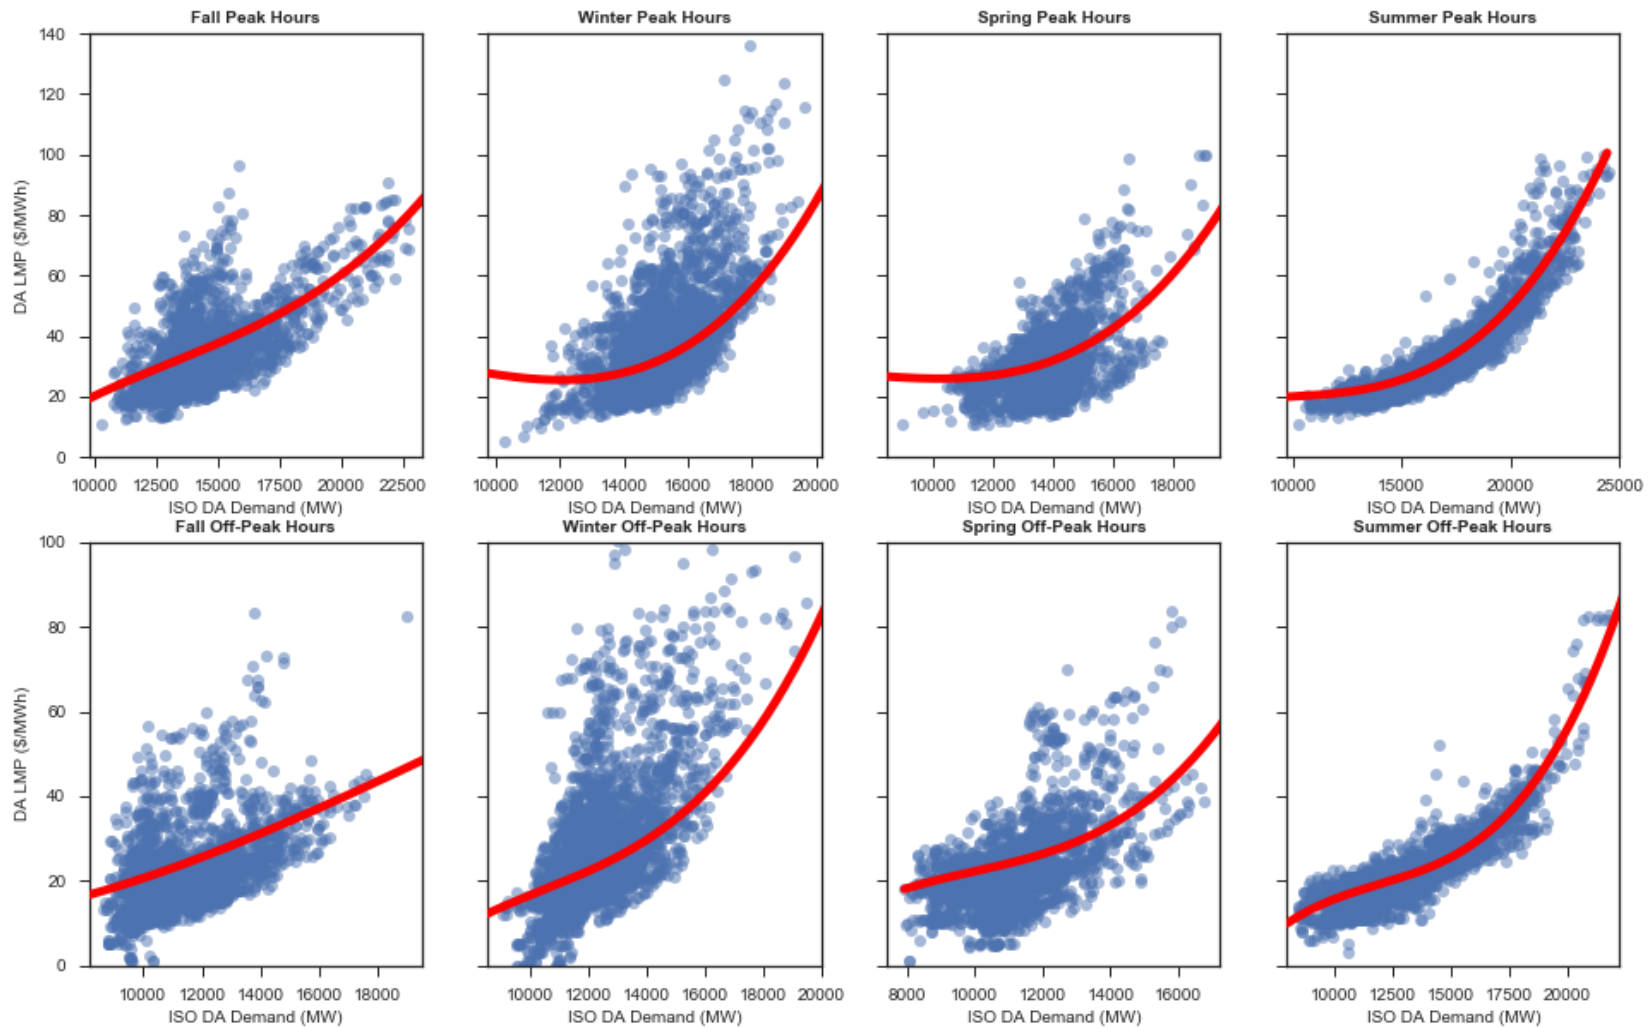 Fall Peak Hours
Winter Peak Hours
Spring Peak Hours
Summer Peak Hours
140
120
100
80
60
40
20
0
DA LMP ($/MWh)
10000 12500 15000 17500 20000 22500
10000 12000 14000 16000 18000 20000
10000 12000 14000 16000 18000
10000 15000 20000 25000
ISO DA Demand (MW)
ISO DA Demand (MW)
ISO DA Demand (MW)
ISO DA Demand (MW)
Fall Off-Peak Hours
Winter Off-Peak Hours
Spring Off-Peak Hours
Summer Off-Peak Hours
100
80
60
40
20
0
DA LMP ($/MWh)
10000 12000 14000 16000 18000
10000 12000 14000 16000 18000 20000
8000 10000 12000 14000 16000
10000 15000 20000
ISO DA Demand (MW)
ISO DA Demand (MW)
ISO DA Demand (MW)
ISO DA Demand (MW)